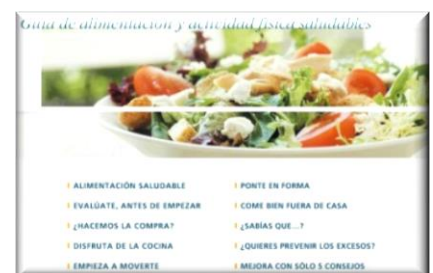 Guía de alimentación y actividad física saludables
ALIMENTACIÓN SALUDABLE
EVALÚATE, ANTES DE EMPEZAR
¿HACEMOS LA COMPRA?
DISFRUTA DE LA COCINA
EMPIEZA A MOVERTE
PONTE EN FORMA
COME BIEN FUERA DE CASA
¿SABÍAS QUE...?
¿QUIERES PREVENIR LOS EXCESOS?
MEJORA CON SÓLO 5 CONSEJOS